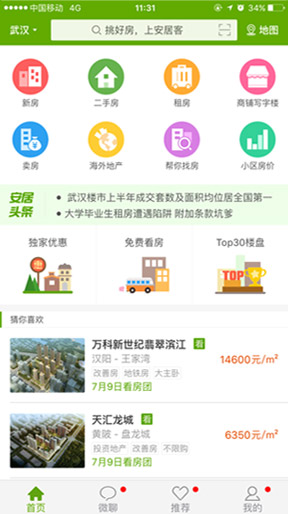 中国移动 4G 11:31 34%
武汉 挑好房，上安居客 地图
新房 二手房 租房 商铺写字楼
卖房 海外地产 帮你找房 小区房价
安居 • 武汉楼市上半年成交套数及面积均位居全国第一
头条 • 大学毕业生租房遭遇陷阱 附加条款坑爹
独家优惠 免费看房 Top30楼盘
TOP
猜你喜欢
万科新世纪翡翠滨江 看
汉阳 - 王家湾 14600元/m²
改善房 地铁房 大主卧
7月9日看房团
天汇龙城 看
黄陂 - 盘龙城 6350元/m²
投资地产 改善房 不限购
7月9日看房团
首页 微聊 推荐 我的